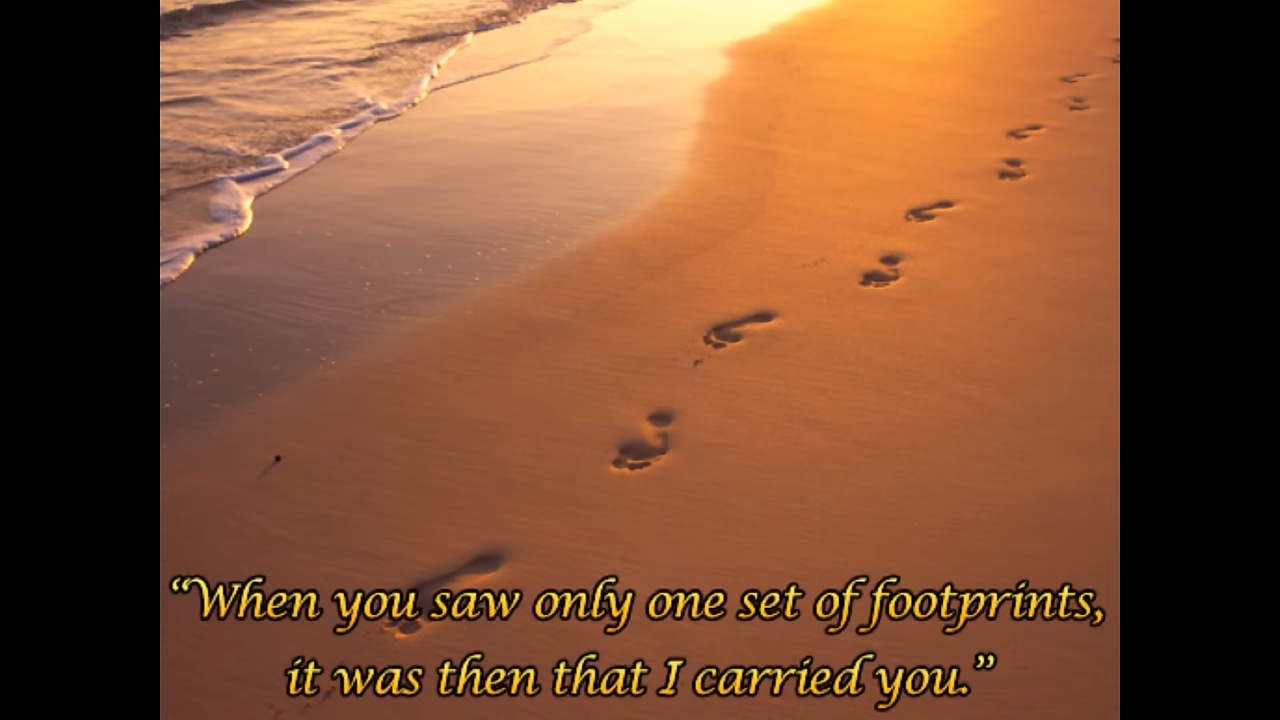 “When you saw only one set of footprints,
it was then that I carried you.”